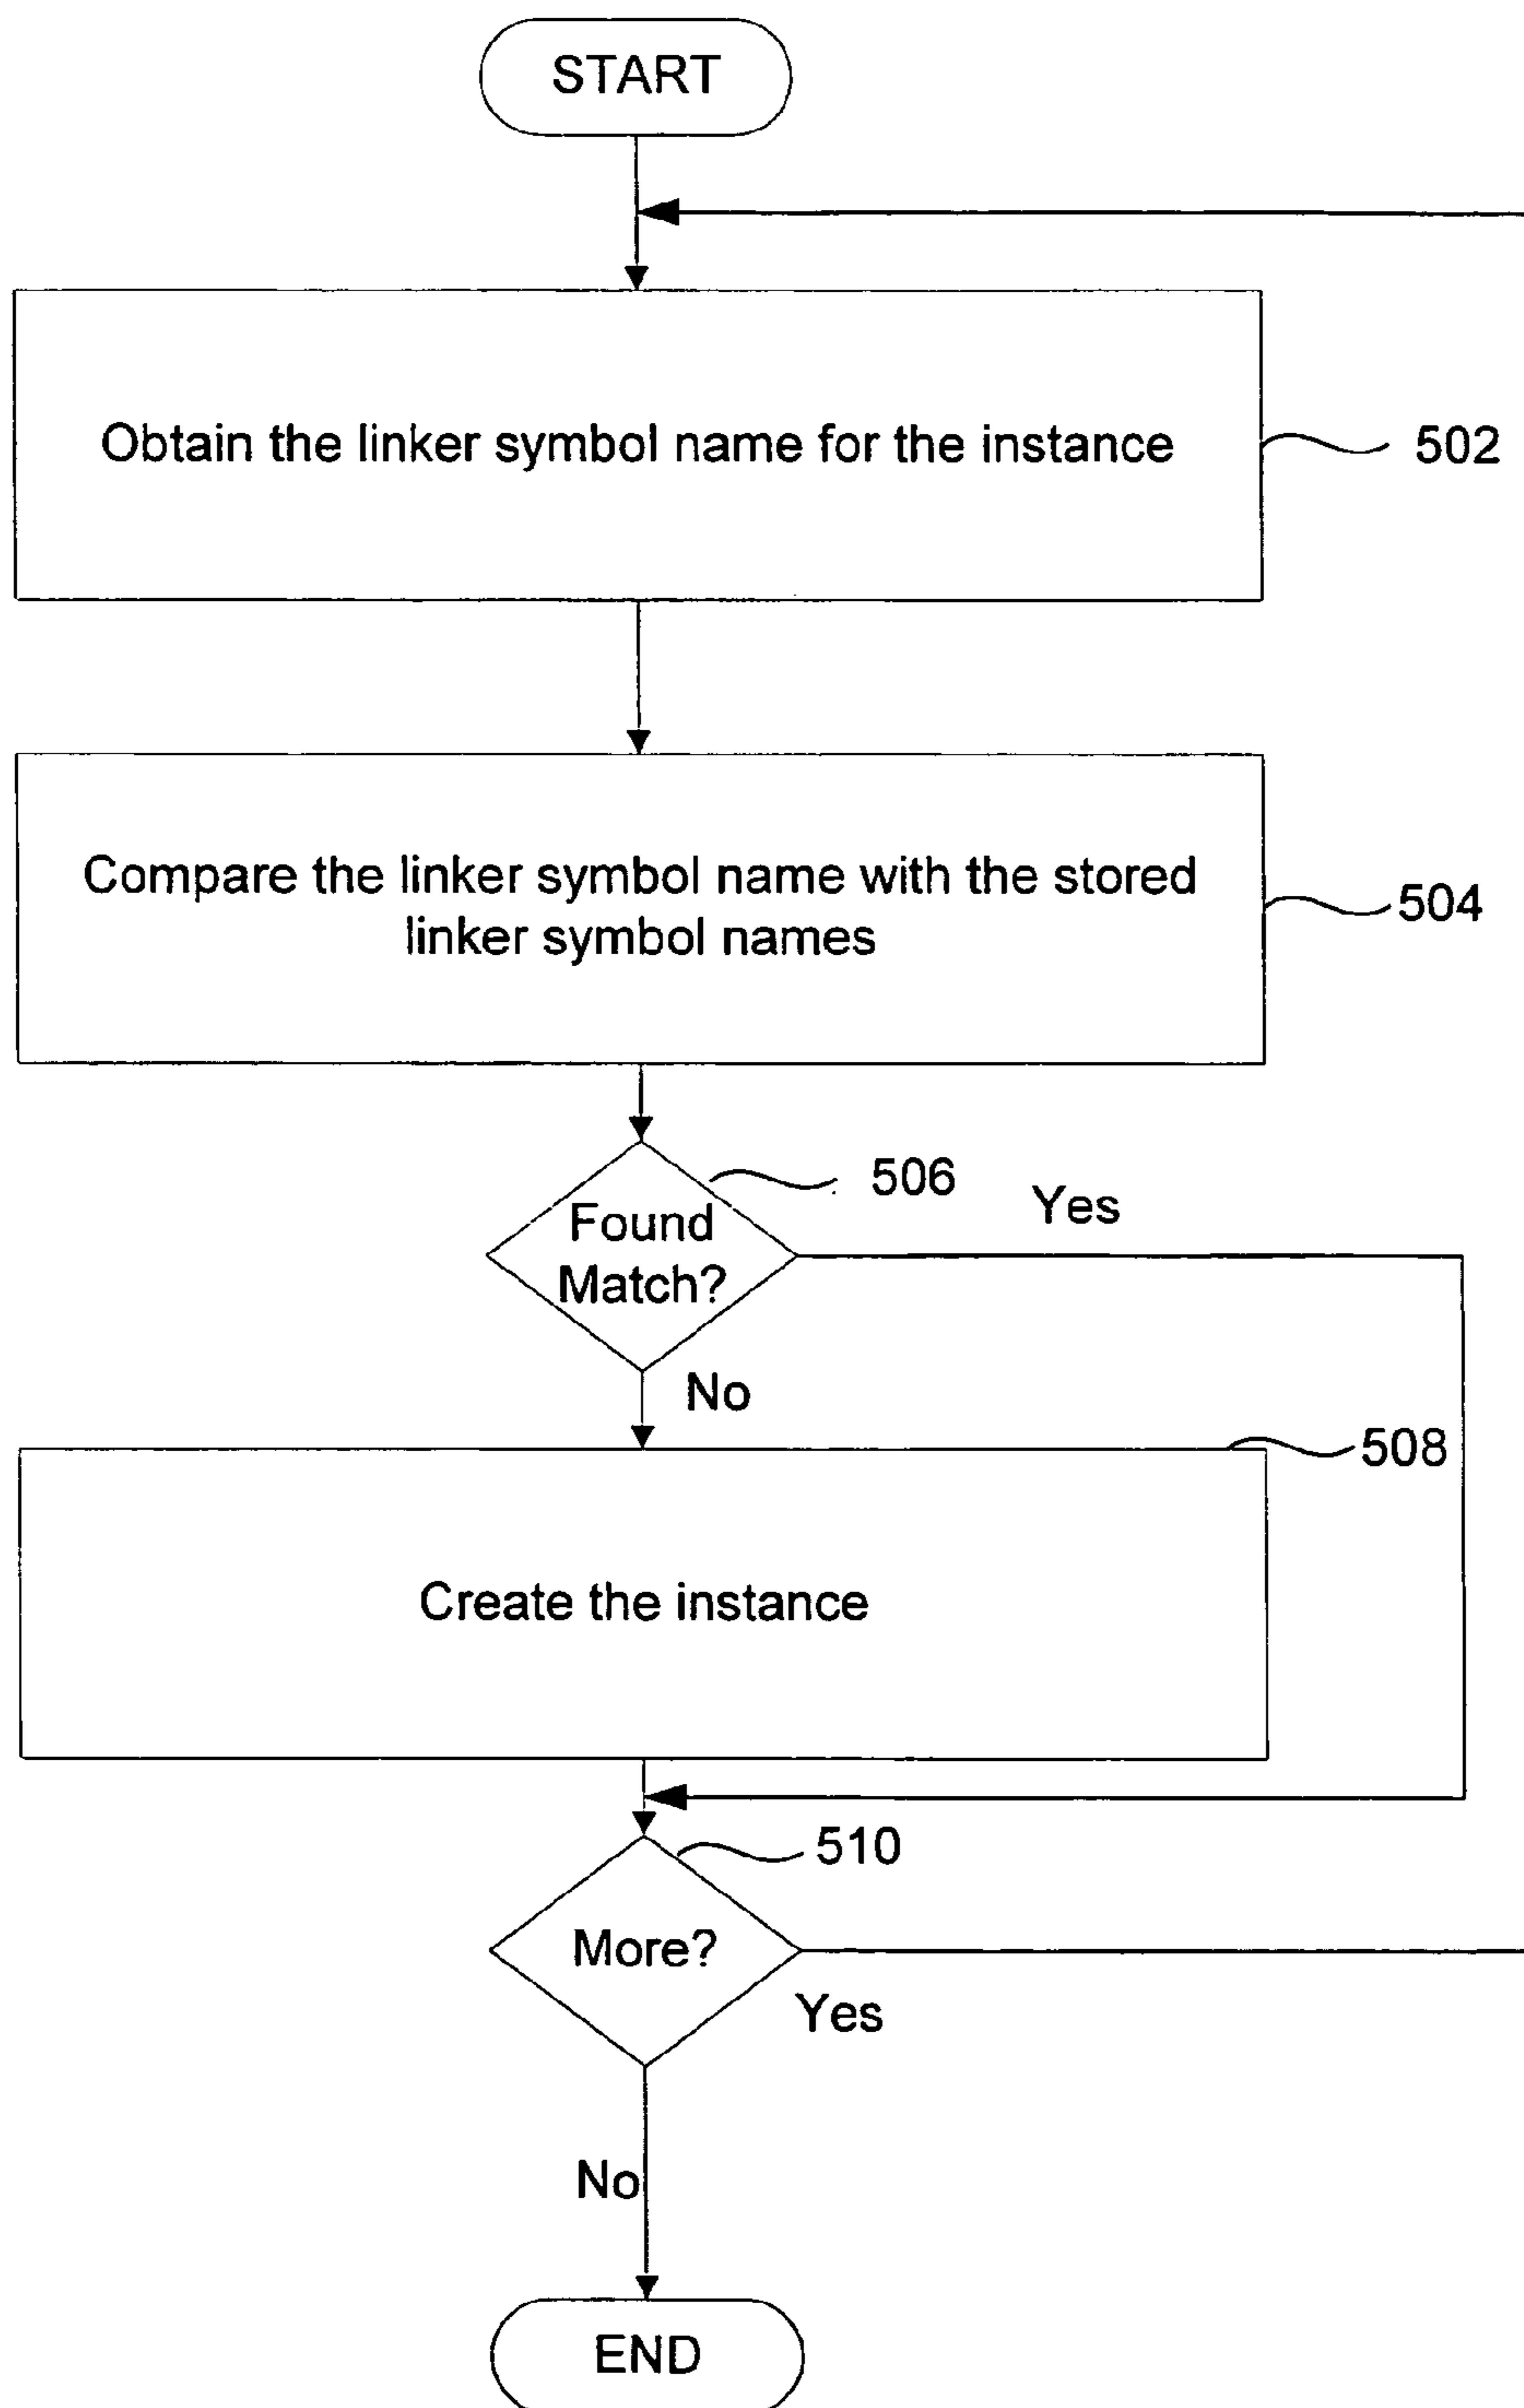 START
Obtain the linker symbol name for the instance
502
Compare the linker symbol name with the stored
linker symbol names
504
506
Yes
Found
Match?
No
508
Create the instance
510
More?
Yes
No
END